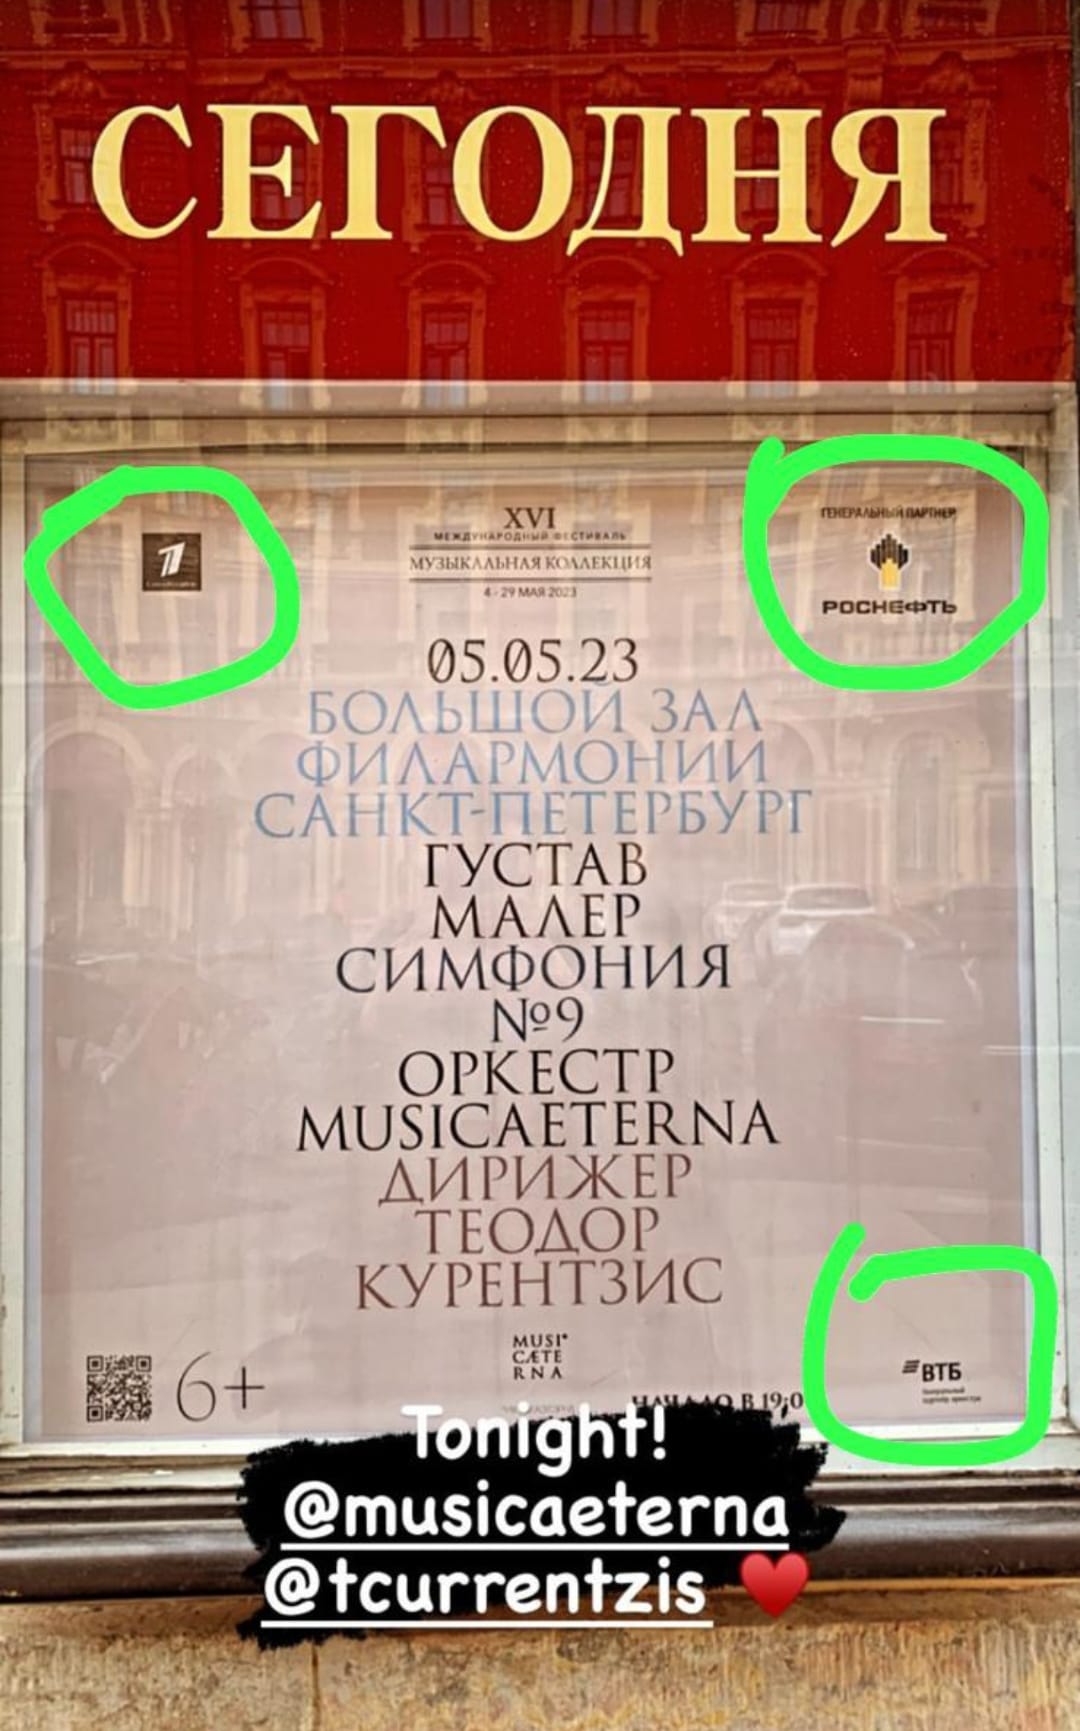 СЕГОДНЯ
XVI
МЕЖДУНАРОДНЫЙ ФЕСТИВАЛЬ
МУЗЫКАЛЬНАЯ КОЛЛЕКЦИЯ
4 - 29 МАЯ 2023
ГЕНЕРАЛЬНЫЙ ПАРТНЕР
РОСНЕФТЬ
05.05.23
БОЛЬШОЙ ЗАЛ
ФИЛАРМОНИИ
САНКТ-ПЕТЕРБУРГ
ГУСТАВ
МАЛЕР
СИМФОНИЯ
№9
ОРКЕСТР
MUSICAETERNA
ДИРИЖЕР
ТЕОДОР
КУРЕНТЗИС
MUSI
CÆTE
RNA
6+
ВТБ
В 19:0
Tonight!
@musicaeterna
@tcurrentzis